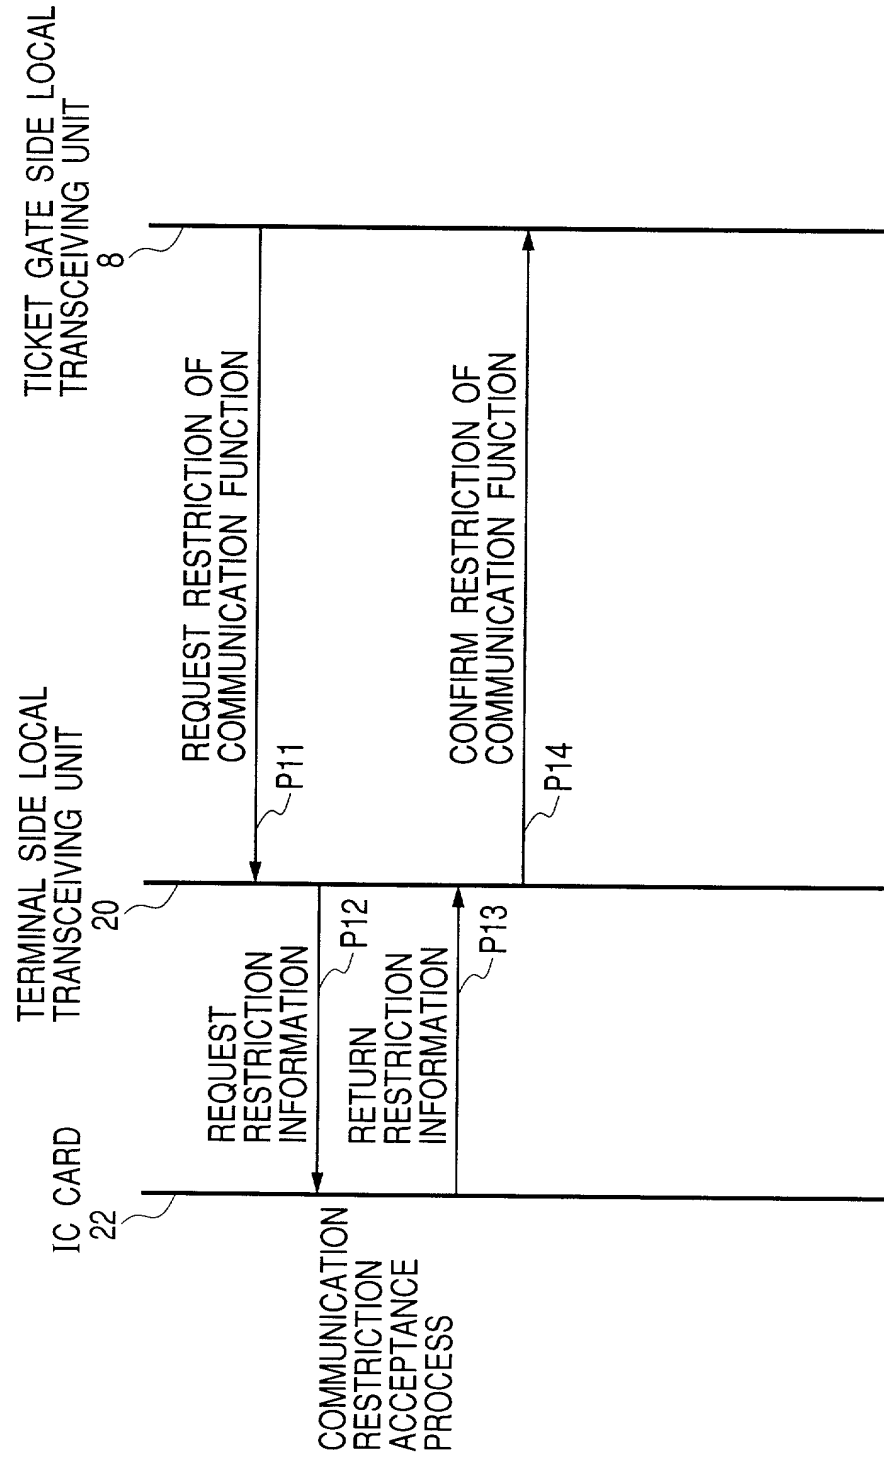 IC CARD
22
TERMINAL SIDE LOCAL
TRANSCEIVING UNIT
20
TICKET GATE SIDE LOCAL
TRANSCEIVING UNIT
8
REQUEST RESTRICTION OF
COMMUNICATION FUNCTION
P11
REQUEST
RESTRICTION
INFORMATION
P12
COMMUNICATION
RESTRICTION
ACCEPTANCE
PROCESS
RETURN
RESTRICTION
INFORMATION
P13
CONFIRM RESTRICTION OF
COMMUNICATION FUNCTION
P14